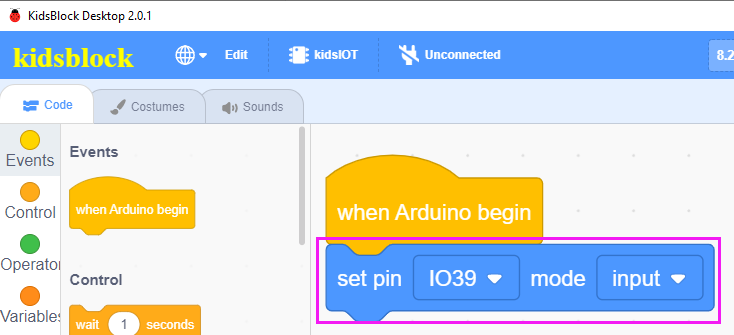 KidsBlock Desktop 2.0.1
kidsblock Edit kidsIOT Unconnected 8.2
Code Costumes Sounds
Events
Control
Operator
Variables
Events
when Arduino begin
Control
wait 1 seconds
when Arduino begin
set pin IO39 mode input